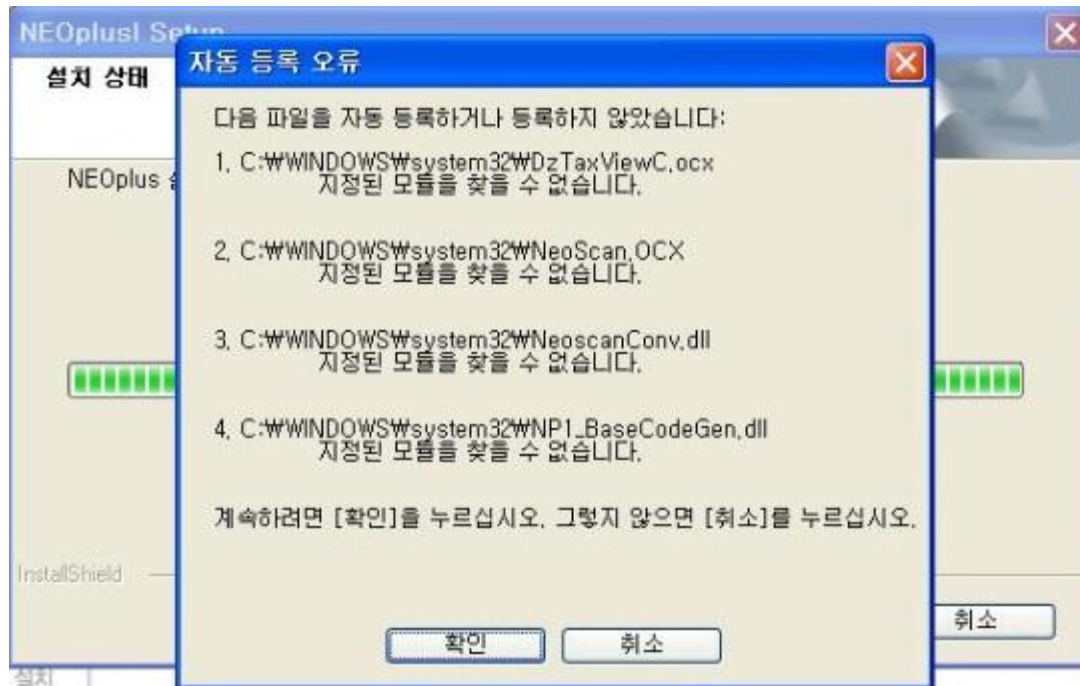 NEOplusI Setup
자동 등록 오류
설치 상태
다음 파일을 자동 등록하거나 등록하지 않았습니다:
NEOplus
1, C:₩WINDOWS₩system32₩DzTaxViewC,ocx
지정된 모듈을 찾을 수 없습니다.
2, C:₩WINDOWS₩system32₩NeoScan,OCX
지정된 모듈을 찾을 수 없습니다.
3, C:₩WINDOWS₩system32₩NeoscanConv,dll
지정된 모듈을 찾을 수 없습니다.
4, C:₩WINDOWS₩system32₩NP1_BaseCodeGen,dll
지정된 모듈을 찾을 수 없습니다.
계속하려면 [확인]을 누르십시오, 그렇지 않으면 [취소]를 누르십시오,
InstallShield
확인
취소
취소
설치